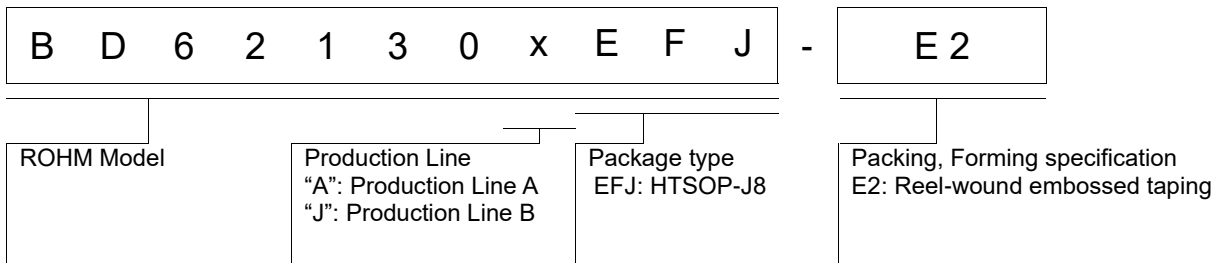 B D 6 2 1 3 0 x E F J - E 2
ROHM Model
Production Line
“A”: Production Line A
“J”: Production Line B
Package type
EFJ: HTSOP-J8
Packing, Forming specification
E2: Reel-wound embossed taping